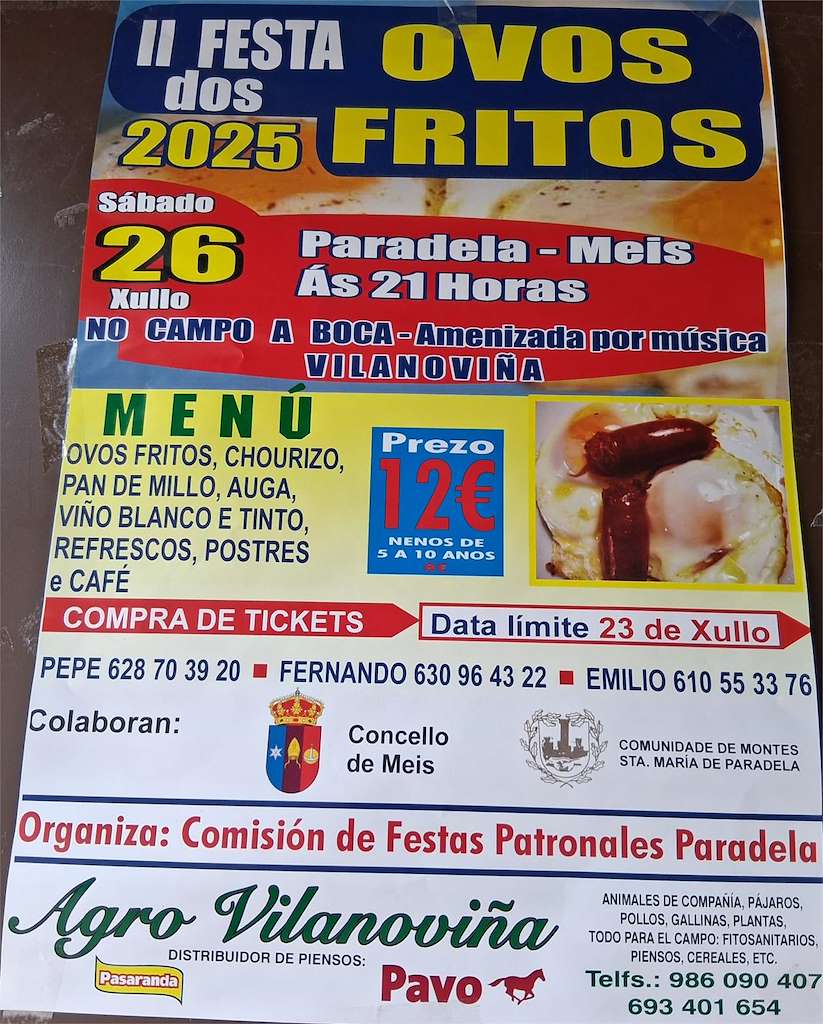 II FESTA
dos
OVOS
FRITOS
2025
Sábado
26
Xullo
Paradela - Meis
Ás 21 Horas
NO CAMPO A BOCA - Amenizada por música
VILANOVIÑA
MENÚ
OVOS FRITOS, CHOURIZO,
PAN DE MILLO, AUGA,
VIÑO BLANCO E TINTO,
REFRESCOS, POSTRES
e CAFÉ
Prezo
12€
NENOS DE
5 A 10 ANOS
COMPRA DE TICKETS
Data límite 23 de Xullo
PEPE 628 70 39 20 ■ FERNANDO 630 96 43 22 ■ EMILIO 610 55 33 76
Colaboran:
Concello
de Meis
COMUNIDADE DE MONTES
STA. MARÍA DE PARADELA
Organiza: Comisión de Festas Patronales Paradela
Agro Vilanoviña
DISTRIBUIDOR DE PIENSOS:
Pasaranda
Pavo
ANIMALES DE COMPAÑÍA, PÁJAROS,
POLLOS, GALLINAS, PLANTAS,
TODO PARA EL CAMPO: FITOSANITARIOS,
PIENSOS, CEREALES, ETC.
Telfs.: 986 090 407
693 401 654